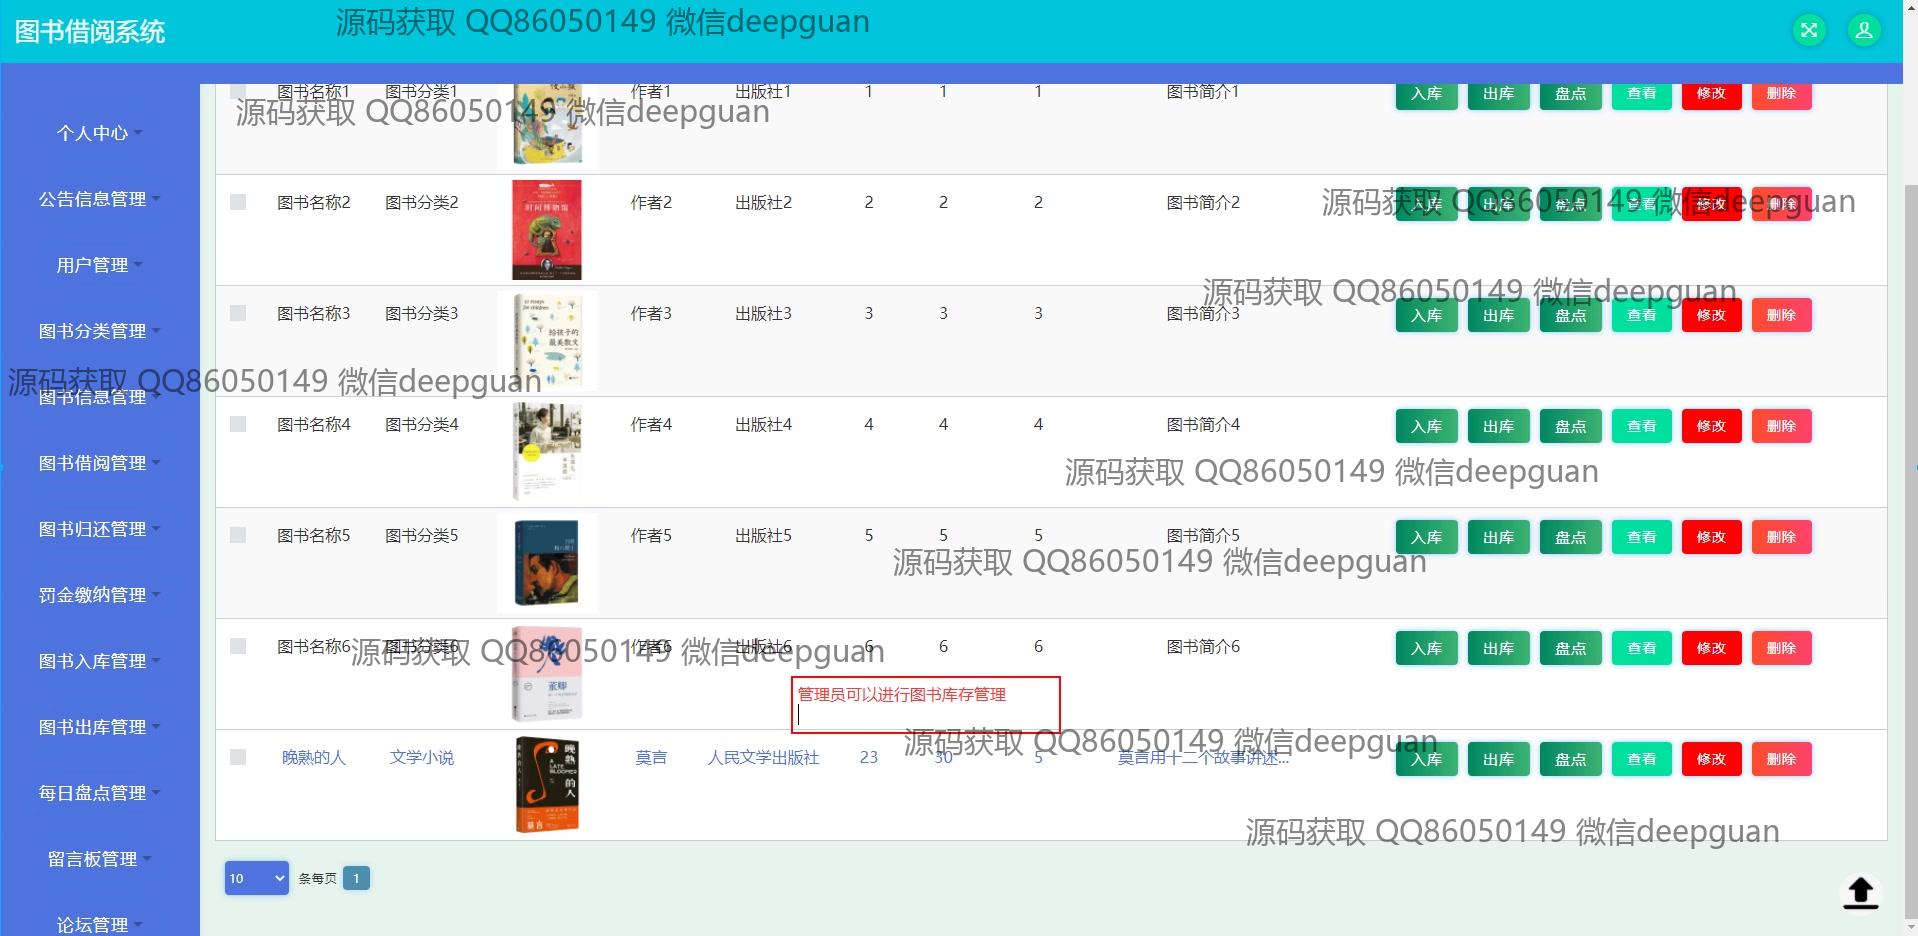 图书借阅系统
源码获取 QQ86050149 微信deepguan
个人中心
公告信息管理
用户管理
图书分类管理
图书信息管理
图书借阅管理
图书归还管理
罚金缴纳管理
图书入库管理
图书出库管理
每日盘点管理
留言板管理
论坛管理
图书名称1 图书分类1 作者1 出版社1 1 1 1 图书简介1 入库 出库 盘点 查看 修改 删除
源码获取 QQ86050149 微信deepguan
图书名称2 图书分类2 时间博物馆 作者2 出版社2 2 2 2 图书简介2 入库 出库 盘点 查看 修改 删除
源码获取 QQ86050149 微信deepguan
源码获取 QQ86050149 微信deepguan
图书名称3 图书分类3 作者3 出版社3 3 3 3 图书简介3 入库 出库 盘点 查看 修改 删除
for children
给孩子的
最美散文
源码获取 QQ86050149 微信deepguan
图书名称4 图书分类4 作者4 出版社4 4 4 4 图书简介4 入库 出库 盘点 查看 修改 删除
源码获取 QQ86050149 微信deepguan
图书名称5 图书分类5 作者5 出版社5 5 5 5 图书简介5 入库 出库 盘点 查看 修改 删除
源码获取 QQ86050149 微信deepguan
图书名称6 图书分类6 作者6 出版社6 6 6 6 图书简介6 入库 出库 盘点 查看 修改 删除
源码获取 QQ86050149 微信deepguan
董卿
管理员可以进行图书库存管理
源码获取 QQ86050149 微信deepguan
晚熟的人 文学小说 莫言 人民文学出版社 23 30 5 莫言用十二个故事讲述... 入库 出库 盘点 查看 修改 删除
晚熟的人
A LATE BLOOMER
莫言
源码获取 QQ86050149 微信deepguan
10 条每页 1